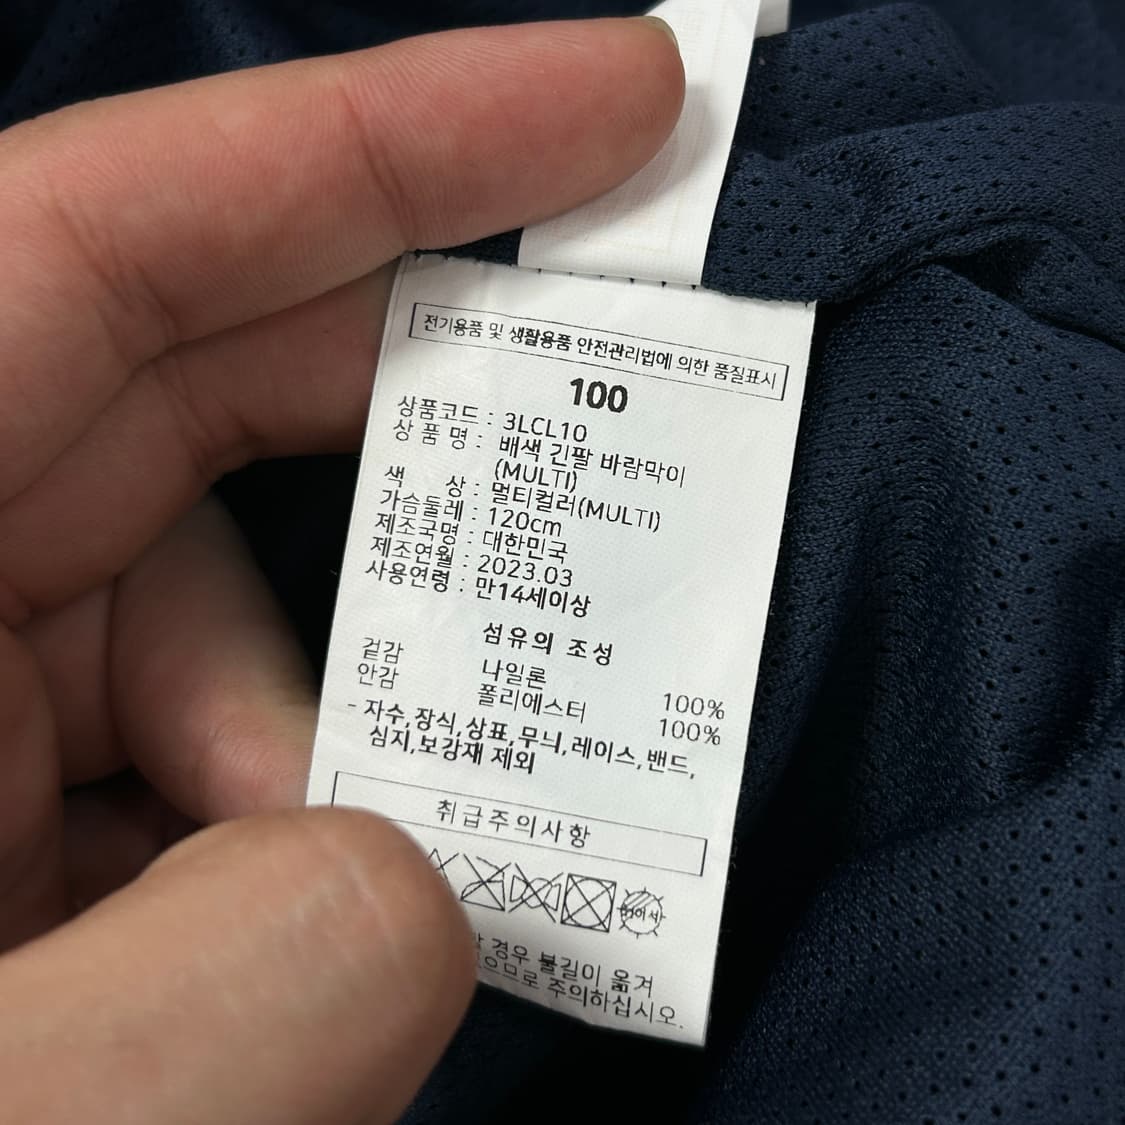 전기용품 및 생활용품 안전관리법에 의한 품질표시
100
상품코드 : 3LCL10
상 품 명 : 배색 긴팔 바람막이
(MULTI)
색 상 : 멀티컬러(MULTI)
가슴둘레 : 120cm
제조국명 : 대한민국
제조연월 : 2023.03
사용연령 : 만14세이상
섬유의 조성
겉감 나일론 100%
안감 폴리에스터 100%
- 자수,장식,상표,무늬,레이스,밴드,
심지,보강재 제외
취급주의사항
경우 불길이 옮겨
으므로 주의하십시오.